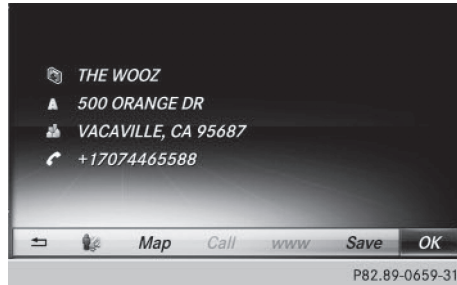 THE WOOZ
500 ORANGE DR
VACAVILLE, CA 95687
+17074465588
Map Call www Save OK
P82.89-0659-31